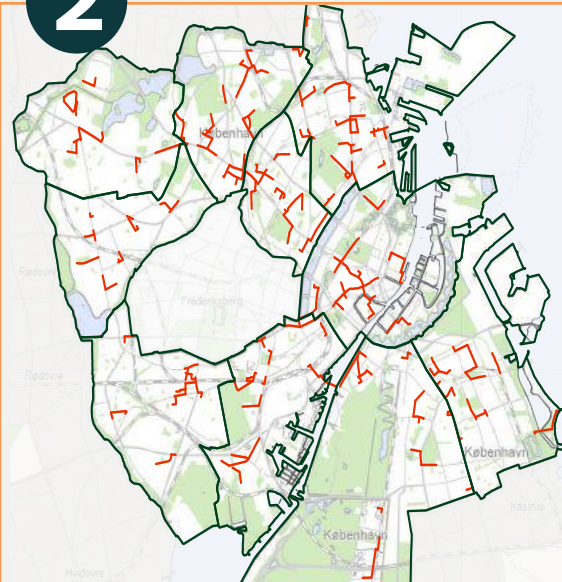 2
København
Rødovre
Frederiksberg
Rødovre
København
Kastrup
København
Hvidovre